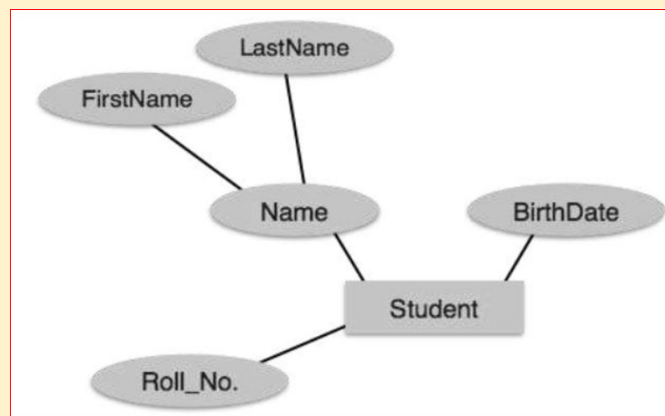 LastName
FirstName
Name
BirthDate
Student
Roll_No.